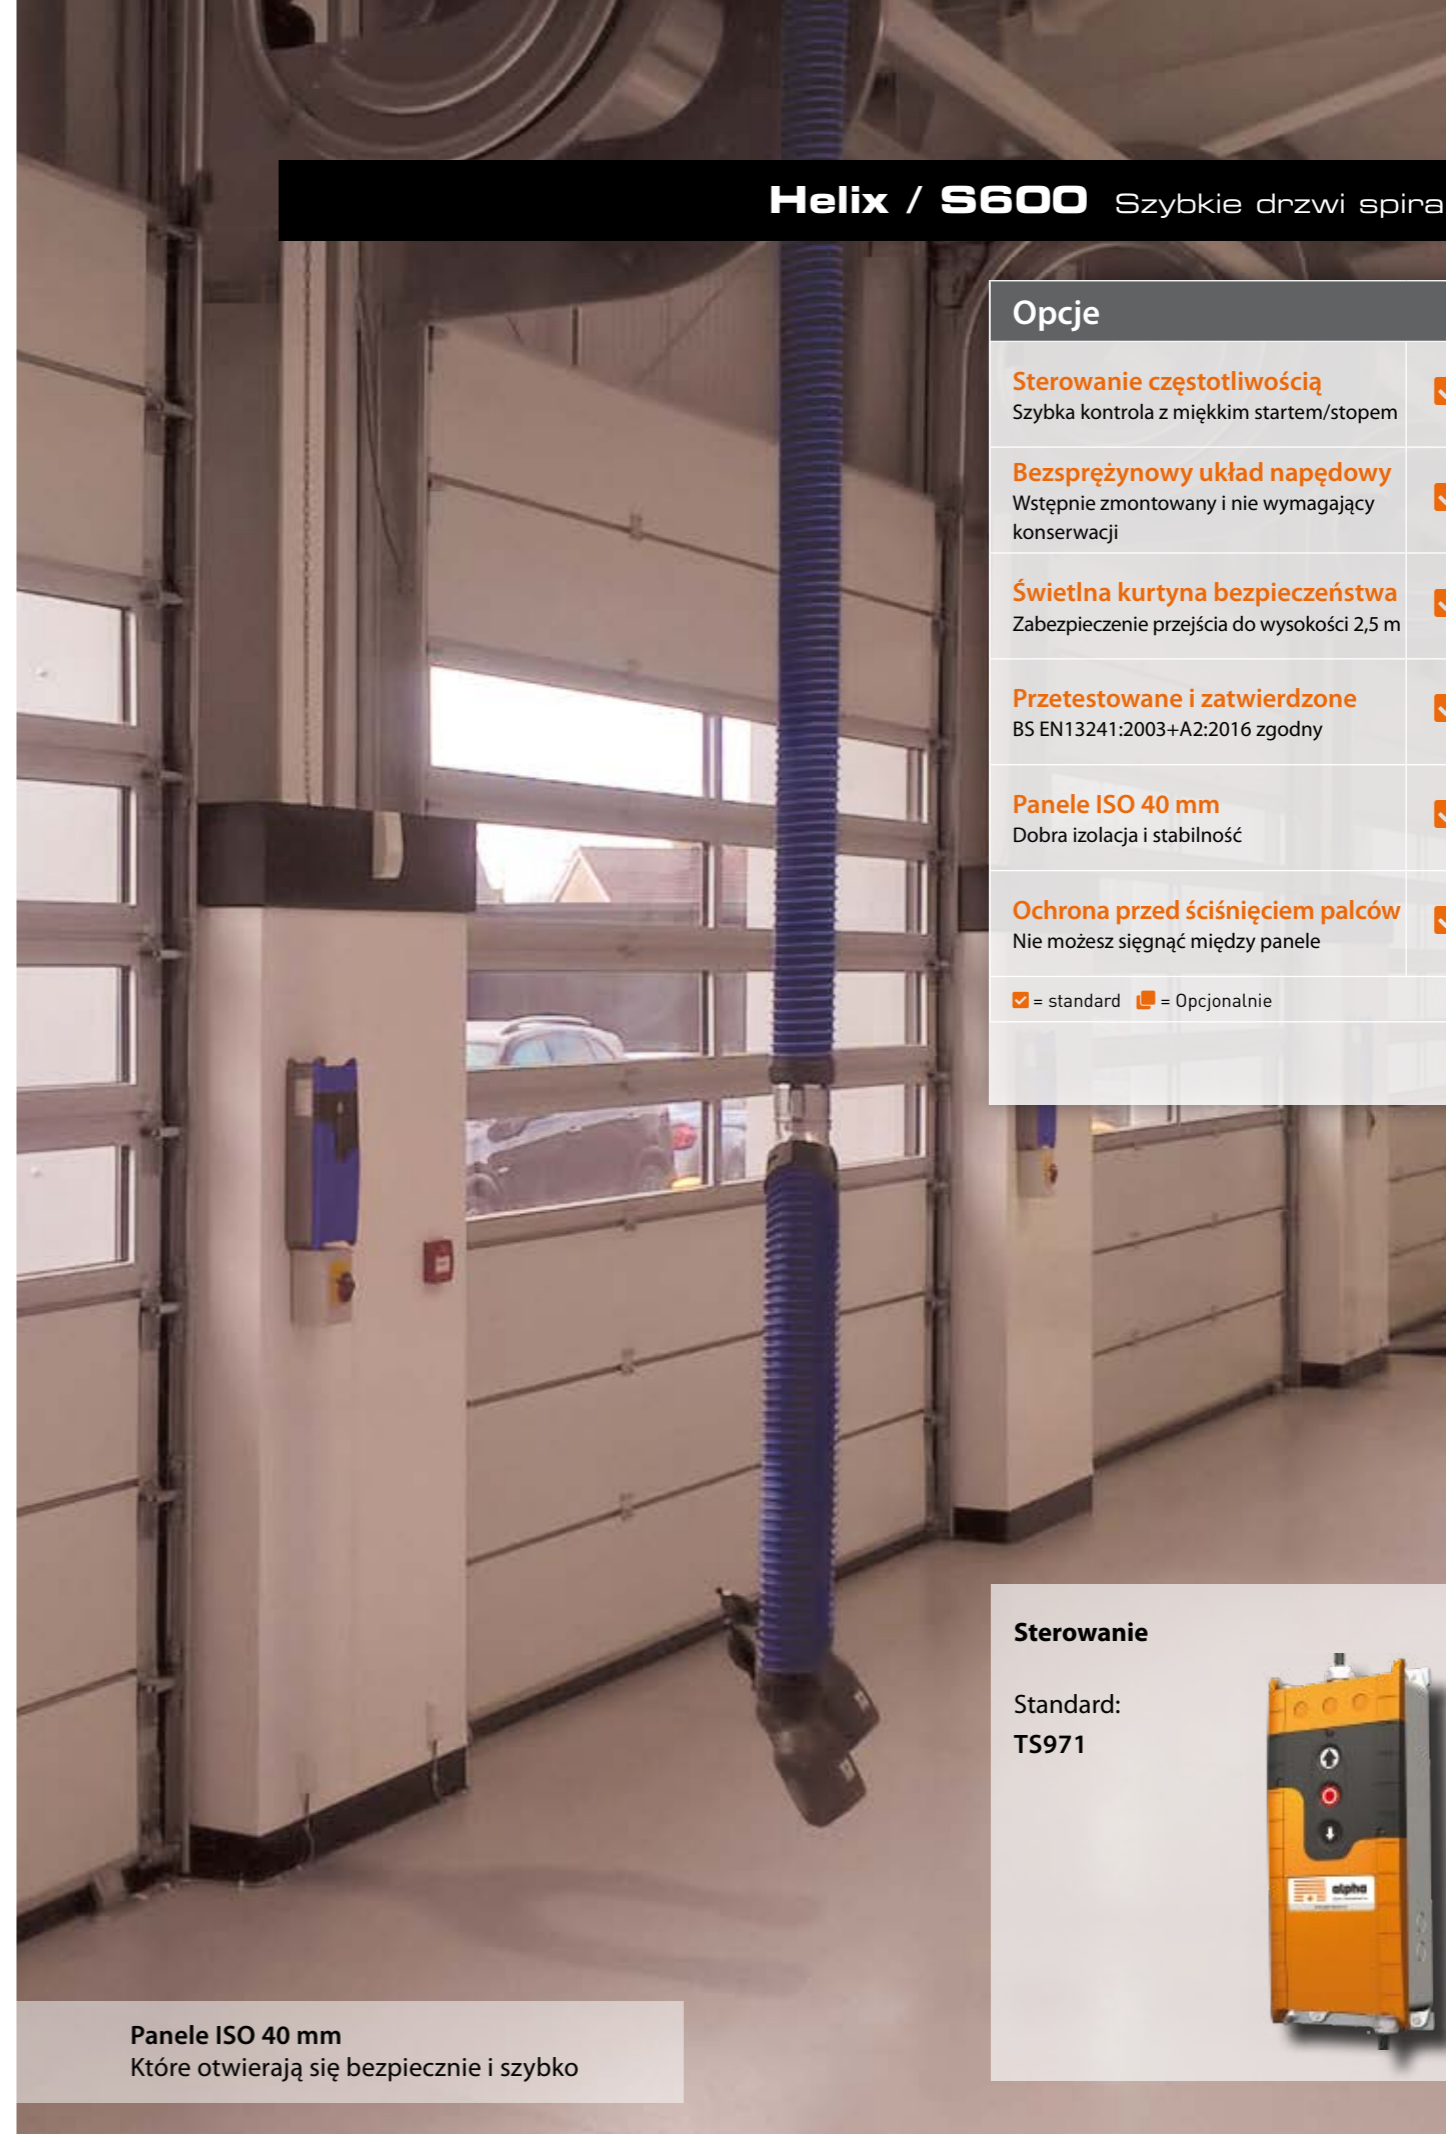 Helix / S600 Szybkie drzwi spira
Opcje
Sterowanie częstotliwością
Szybka kontrola z miękkim startem/stopem
Bezsprężynowy układ napędowy
Wstępnie zmontowany i nie wymagający
konserwacji
Świetlna kurtyna bezpieczeństwa
Zabezpieczenie przejścia do wysokości 2,5 m
Przetestowane i zatwierdzone
BS EN13241:2003+A2:2016 zgodny
Panele ISO 40 mm
Dobra izolacja i stabilność
Ochrona przed ściśnięciem palców
Nie możesz sięgnąć między panele
= standard = Opcjonalnie
Sterowanie
Standard:
TS971
alpha
Panele ISO 40 mm
Które otwierają się bezpiecznie i szybko